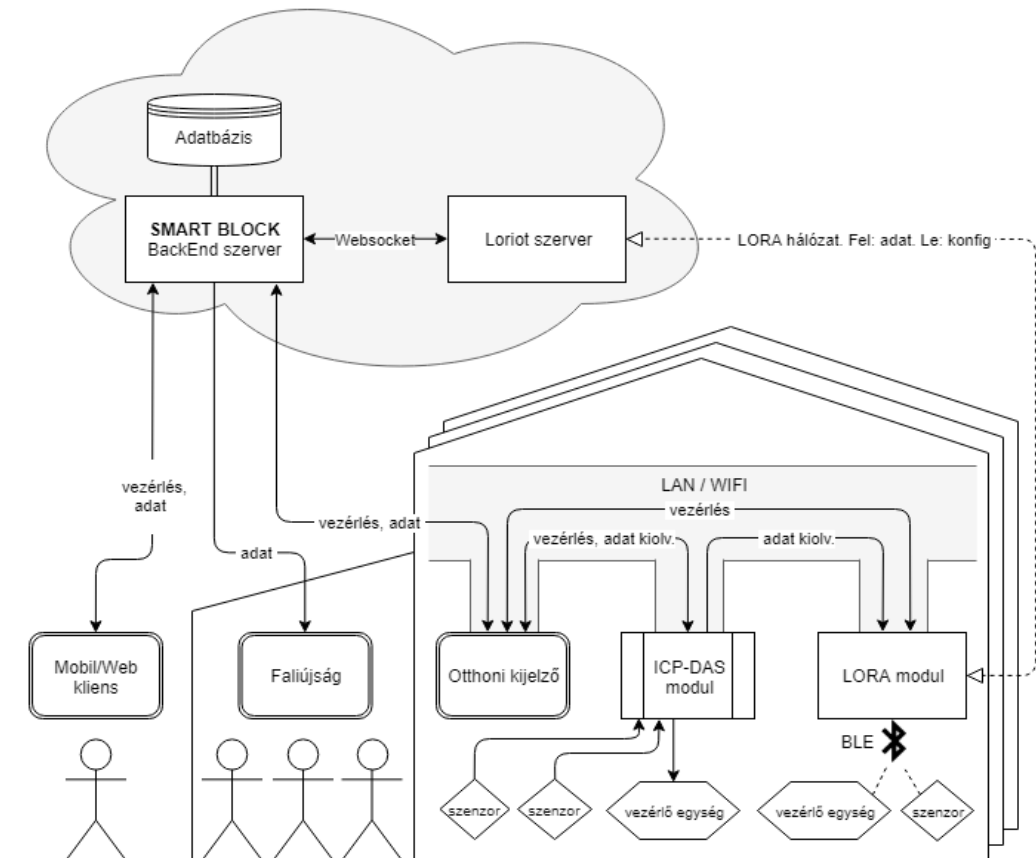 Adatbázis
SMART BLOCK
BackEnd szerver
Websocket
Loriot szerver
LORA hálózat. Fel: adat. Le: konfig
LAN / WIFI
vezérlés
vezérlés,
adat
vezérlés, adat
vezérlés, adat kiolv.
adat kiolv.
adat
Mobil/Web
kliens
Faliújság
Otthoni kijelző
ICP-DAS
modul
LORA modul
BLE
szenzor
szenzor
vezérlő egység
vezérlő egység
szenzor